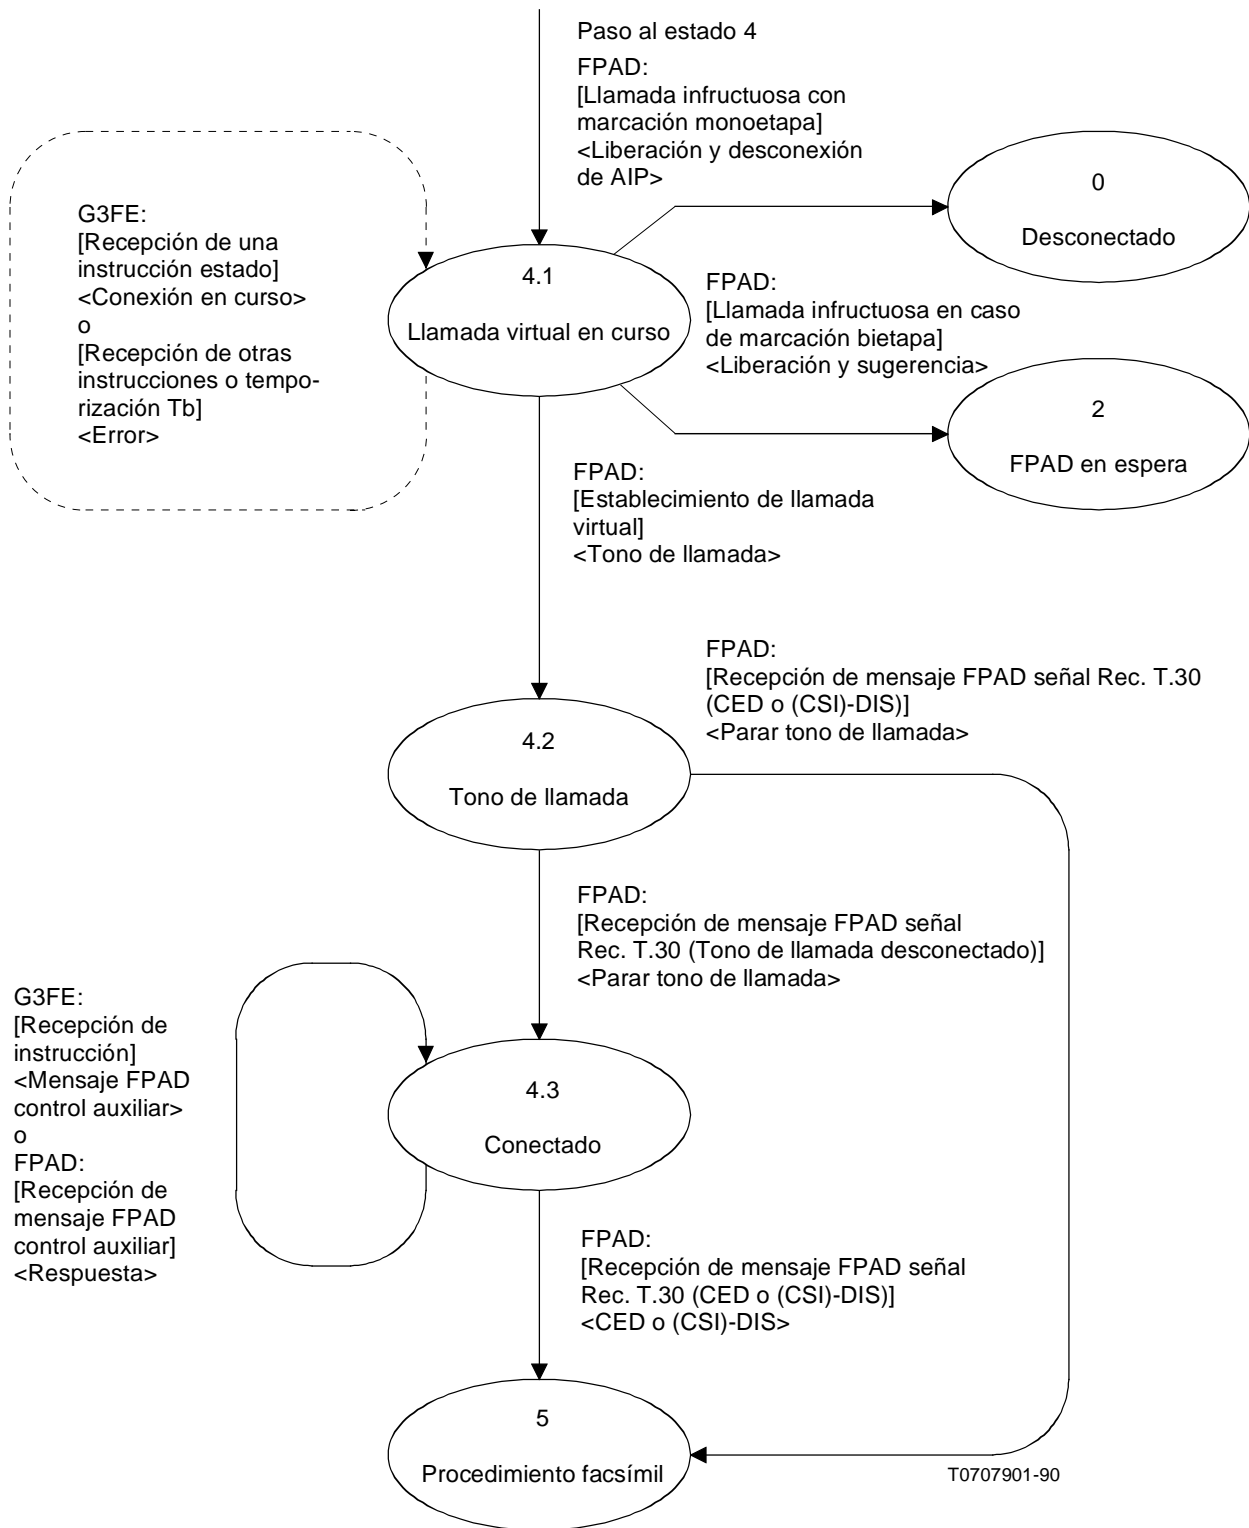 Paso al estado 4
FPAD:
[Llamada infructuosa con
marcación monoetapa]
<Liberación y desconexión
de AIP>
0
Desconectado
G3FE:
[Recepción de una
instrucción estado]
<Conexión en curso>
o
[Recepción de otras
instrucciones o tempo-
rización Tb]
<Error>
4.1
Llamada virtual en curso
FPAD:
[Llamada infructuosa en caso
de marcación bietapa]
<Liberación y sugerencia>
2
FPAD en espera
FPAD:
[Establecimiento de llamada
virtual]
<Tono de llamada>
FPAD:
[Recepción de mensaje FPAD señal Rec. T.30
(CED o (CSI)-DIS)]
<Parar tono de llamada>
4.2
Tono de llamada
FPAD:
[Recepción de mensaje FPAD señal
Rec. T.30 (Tono de llamada desconectado)]
<Parar tono de llamada>
G3FE:
[Recepción de
instrucción]
<Mensaje FPAD
control auxiliar>
o
FPAD:
[Recepción de
mensaje FPAD
control auxiliar]
<Respuesta>
4.3
Conectado
FPAD:
[Recepción de mensaje FPAD señal
Rec. T.30 (CED o (CSI)-DIS)]
<CED o (CSI)-DIS>
5
Procedimiento facsímil
T0707901-90